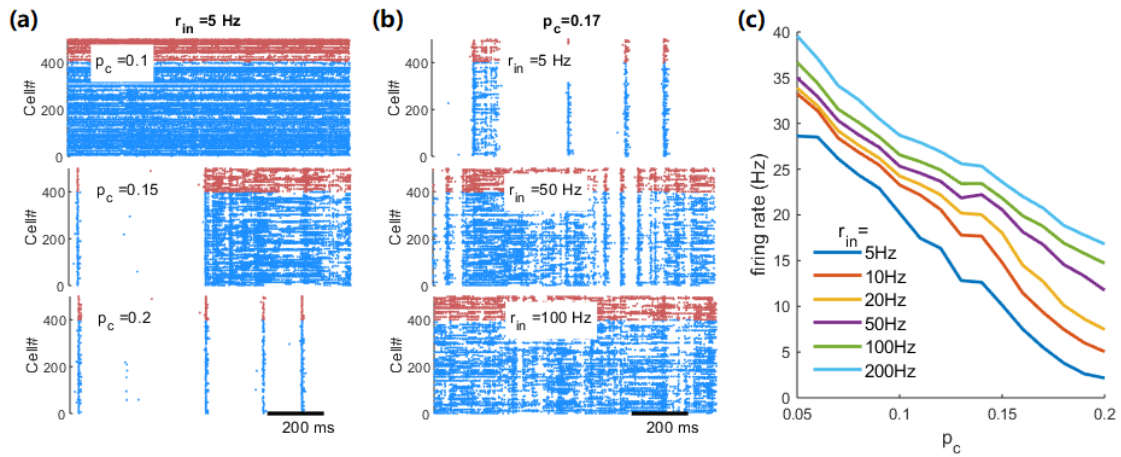 (a)
r_in =5 Hz
p_c =0.1
Cell#
400
200
0
p_c =0.15
Cell#
400
200
0
p_c =0.2
Cell#
400
200
0
200 ms
(b)
p_c=0.17
r_in =5 Hz
Cell#
400
200
0
r_in =50 Hz
Cell#
400
200
0
r_in =100 Hz
Cell#
400
200
0
200 ms
(c)
firing rate (Hz)
40
35
30
25
20
15
10
5
0
r_in=
5Hz
10Hz
20Hz
50Hz
100Hz
200Hz
0.05
0.1
0.15
0.2
p_c